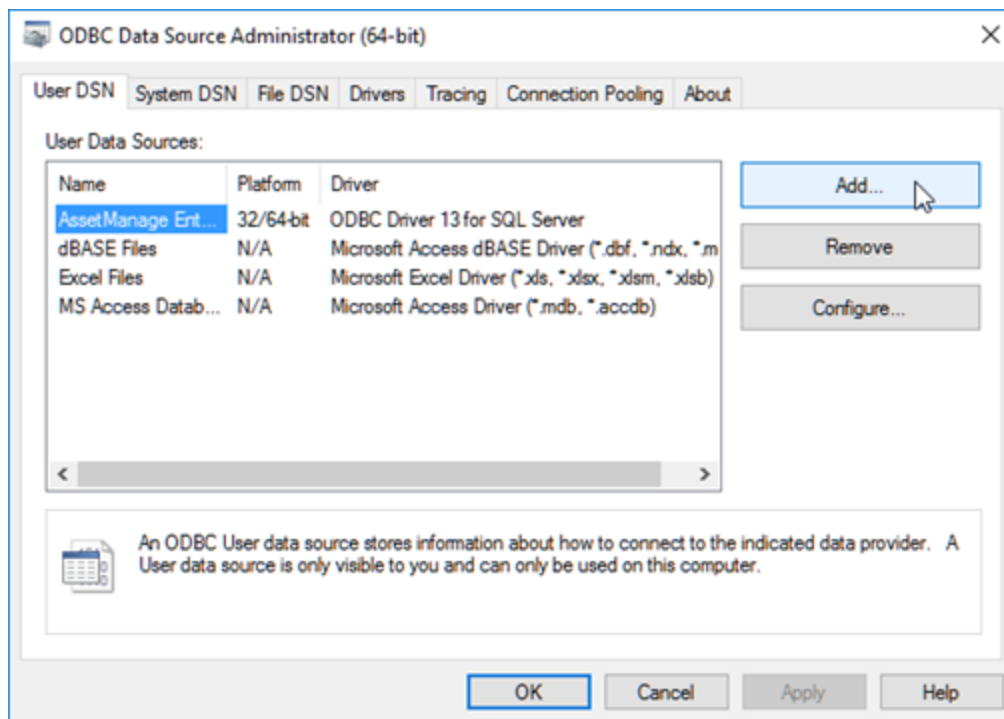 ODBC Data Source Administrator (64-bit)
User DSN System DSN File DSN Drivers Tracing Connection Pooling About
User Data Sources:
Name Platform Driver
AssetManage Ent... 32/64-bit ODBC Driver 13 for SQL Server
dBASE Files N/A Microsoft Access dBASE Driver (*.dbf, *.ndx, *.m
Excel Files N/A Microsoft Excel Driver (*.xls, *.xlsx, *.xlsm, *.xlsb)
MS Access Datab... N/A Microsoft Access Driver (*.mdb, *.accdb)
Add...
Remove
Configure...
An ODBC User data source stores information about how to connect to the indicated data provider. A
User data source is only visible to you and can only be used on this computer.
OK Cancel Apply Help